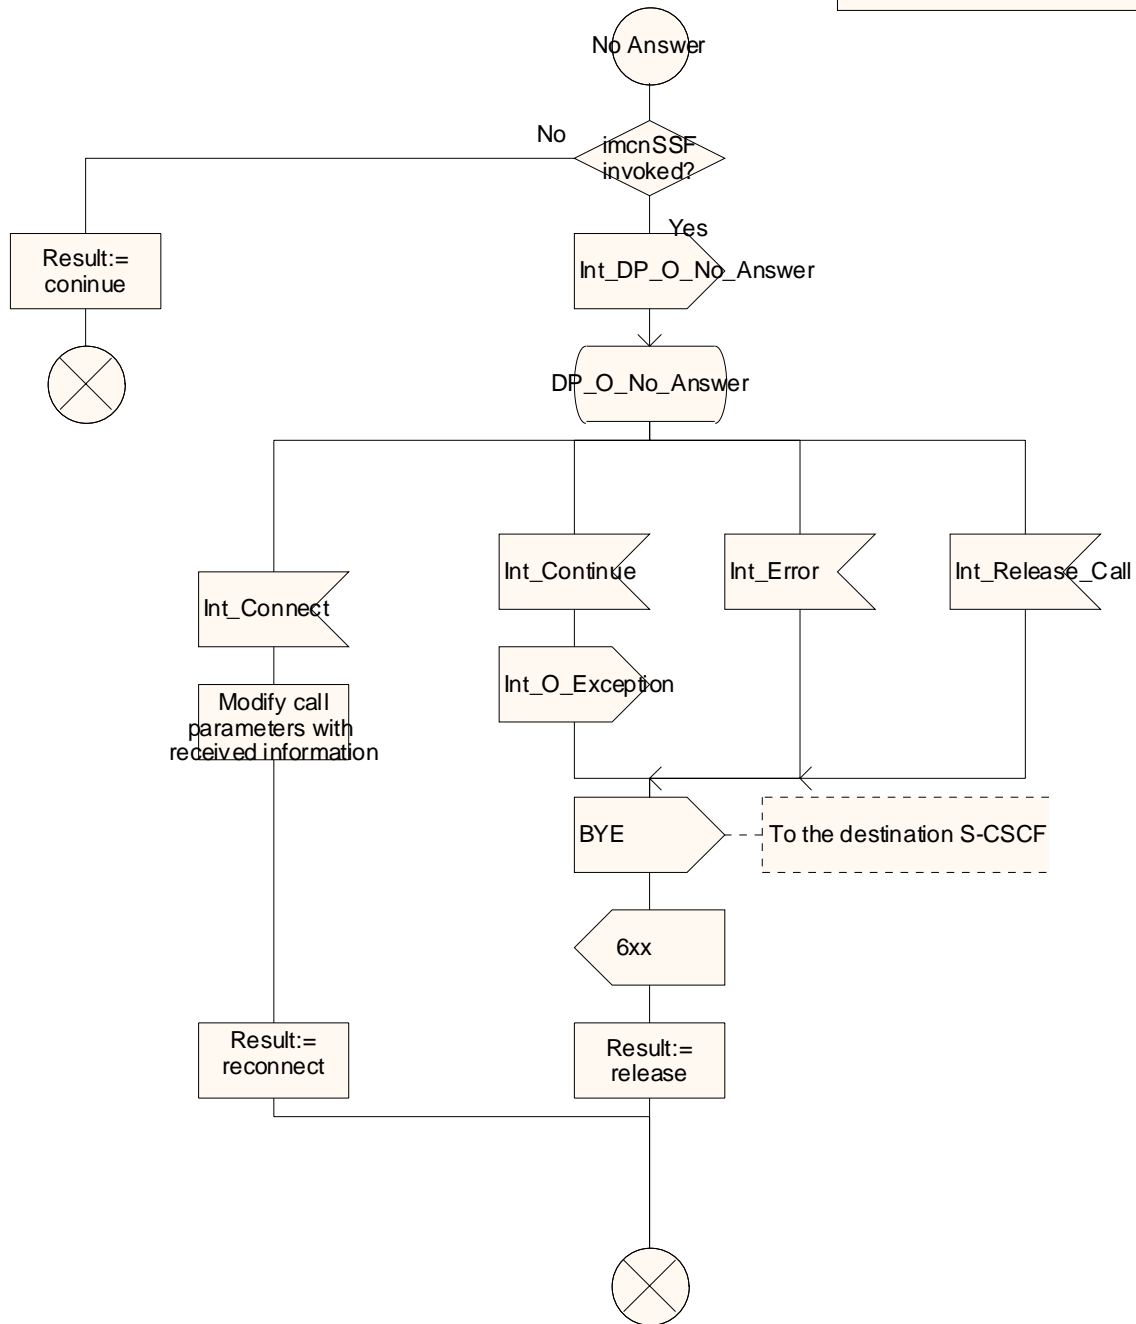 No Answer
No
imcnSSF
invoked?
Yes
Result:=
coninue
Int_DP_O_No_Answer
DP_O_No_Answer
Int_Connect
Int_Continue
Int_Error
Int_Release_Call
Modify call
parameters with
received information
Int_O_Exception
BYE
To the destination S-CSCF
6xx
Result:=
reconnect
Result:=
release